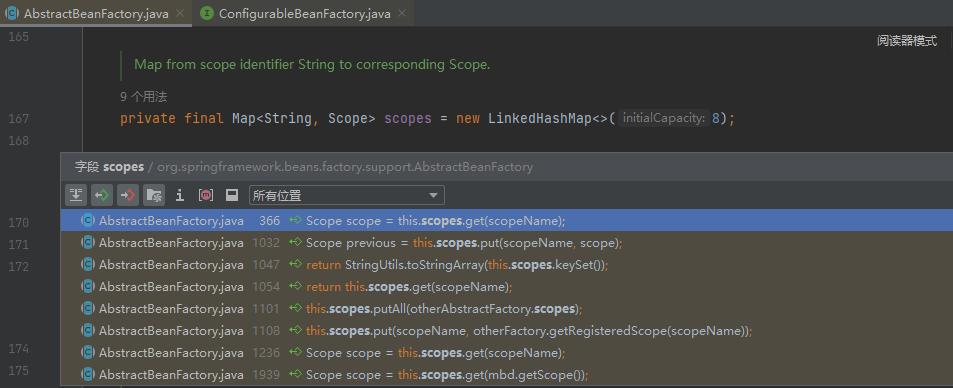 AbstractBeanFactory.java × ConfigurableBeanFactory.java ×
165
阅读器模式
Map from scope identifier String to corresponding Scope.
9 个用法
167 private final Map<String, Scope> scopes = new LinkedHashMap<>( initialCapacity: 8);
168
字段 scopes / org.springframework.beans.factory.support.AbstractBeanFactory
所有位置
170 AbstractBeanFactory.java 366 Scope scope = this.scopes.get(scopeName);
171 AbstractBeanFactory.java 1032 Scope previous = this.scopes.put(scopeName, scope);
172 AbstractBeanFactory.java 1047 return StringUtils.toStringArray(this.scopes.keySet());
AbstractBeanFactory.java 1054 return this.scopes.get(scopeName);
AbstractBeanFactory.java 1101 this.scopes.putAll(otherAbstractFactory.scopes);
AbstractBeanFactory.java 1108 this.scopes.put(scopeName, otherFactory.getRegisteredScope(scopeName));
174 AbstractBeanFactory.java 1236 Scope scope = this.scopes.get(scopeName);
175 AbstractBeanFactory.java 1939 Scope scope = this.scopes.get(mbd.getScope());